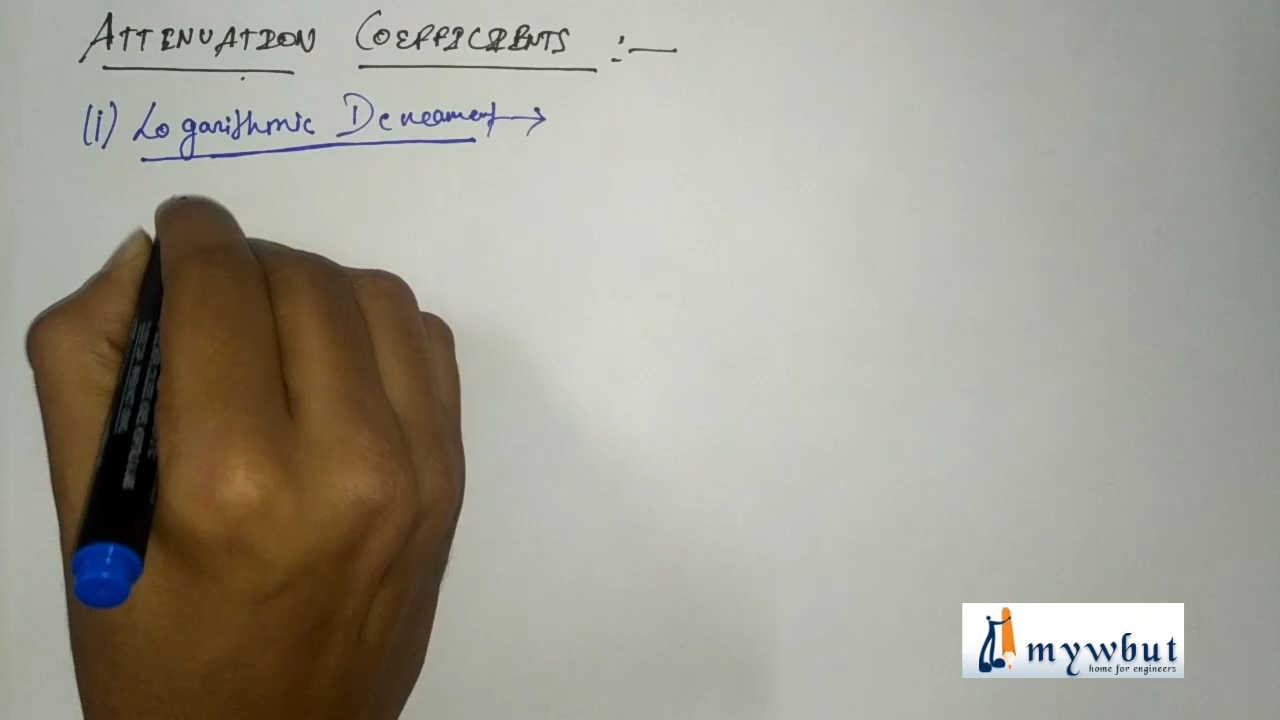 ATTENUATION COEFFICIENTS :—
(i) Logarithmic Decrement →
mywbut
home for engineers